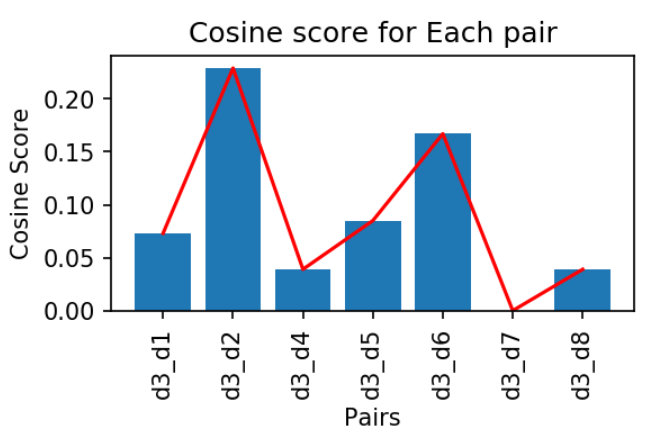 Cosine score for Each pair
Cosine Score
0.20
0.15
0.10
0.05
0.00
d3_d1
d3_d2
d3_d4
d3_d5
d3_d6
d3_d7
d3_d8
Pairs